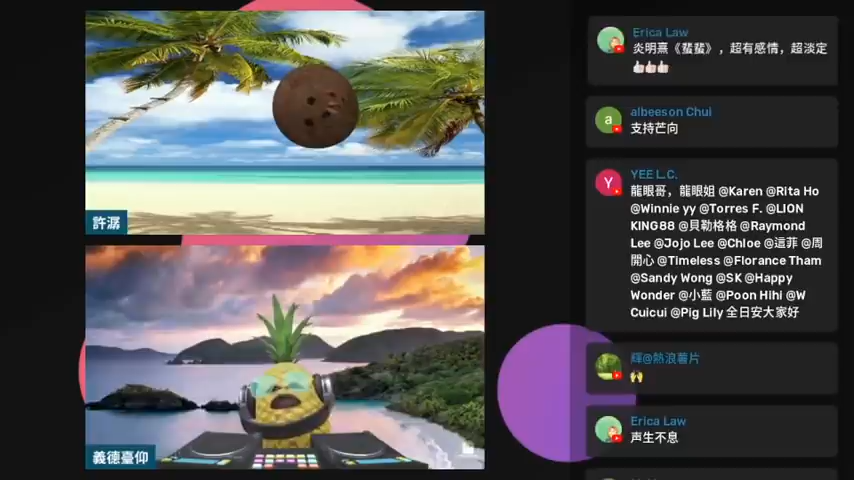 許潺
義德臺仰
Erica Law
炎明熹《蜚蜚》，超有感情，超淡定
👍🏻👍🏻👍🏻
albeeson Chui
a
支持芒向
YEE L.C.
Y
龍眼哥，龍眼姐 @Karen @Rita Ho
@Winnie yy @Torres F. @LION
KING88 @貝勒格格 @Raymond
Lee @Jojo Lee @Chloe @這菲 @周
開心 @Timeless @Florance Tham
@Sandy Wong @SK @Happy
Wonder @小藍 @Poon Hihi @W
Cuicui @Pig Lily 全日安大家好
輝@熱浪薯片
🙌
Erica Law
声生不息